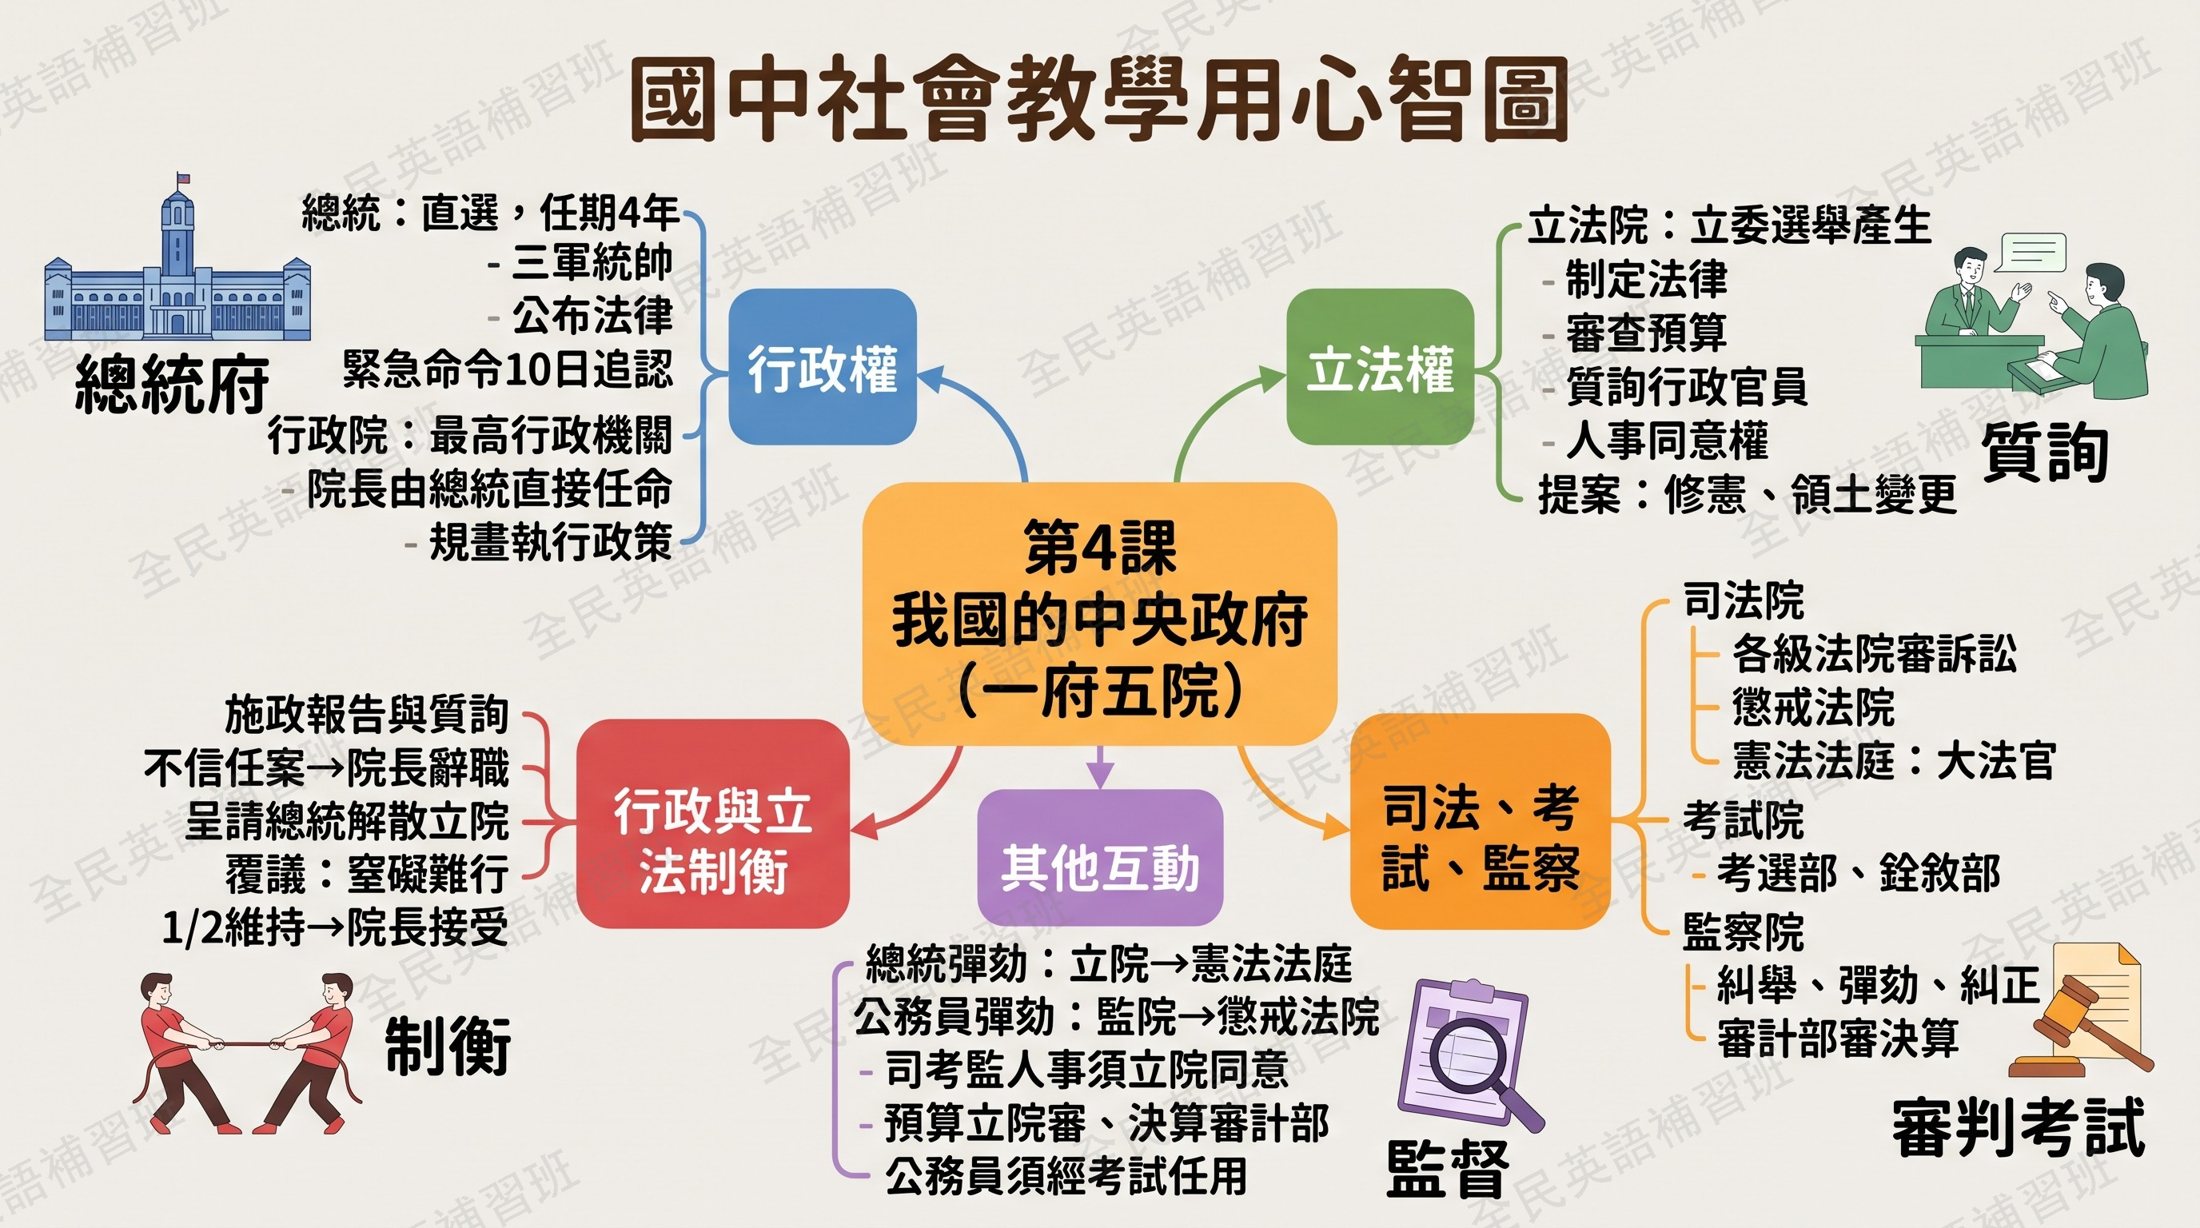 國中社會教學用心智圖
總統府
總統：直選，任期4年
- 三軍統帥
- 公布法律
緊急命令10日追認
行政院：最高行政機關
- 院長由總統直接任命
- 規畫執行政策
行政權
立法權
立法院：立委選舉產生
- 制定法律
- 審查預算
- 質詢行政官員
- 人事同意權
提案：修憲、領土變更
質詢
第4課
我國的中央政府
（一府五院）
施政報告與質詢
不信任案→院長辭職
呈請總統解散立院
覆議：窒礙難行
1/2維持→院長接受
行政與立
法制衡
制衡
其他互動
總統彈劾：立院→憲法法庭
公務員彈劾：監院→懲戒法院
- 司考監人事須立院同意
- 預算立院審、決算審計部
公務員須經考試任用
監督
司法、考
試、監察
司法院
各級法院審訴訟
懲戒法院
憲法法庭：大法官
考試院
- 考選部、銓敘部
監察院
- 糾舉、彈劾、糾正
審計部審決算
審判考試
全民英語補習班